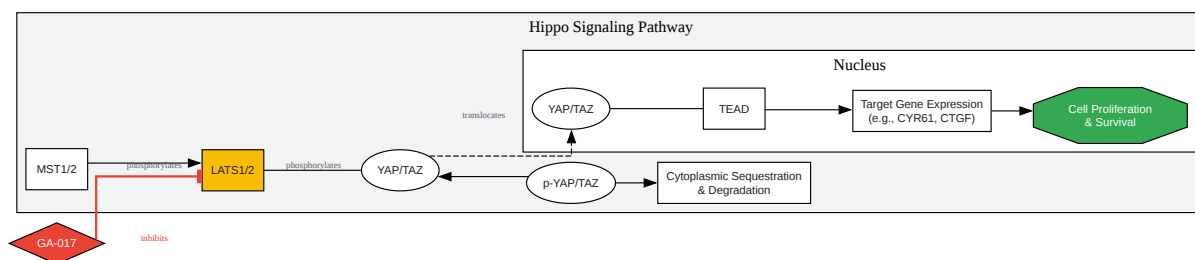 Hippo Signaling Pathway
Nucleus
YAP/TAZ
TEAD
Target Gene Expression
(e.g., CYR61, CTGF)
Cell Proliferation
& Survival
translocates
MST1/2
phosphorylates
LATS1/2
phosphorylates
YAP/TAZ
p-YAP/TAZ
Cytoplasmic Sequestration
& Degradation
GA-017
inhibits